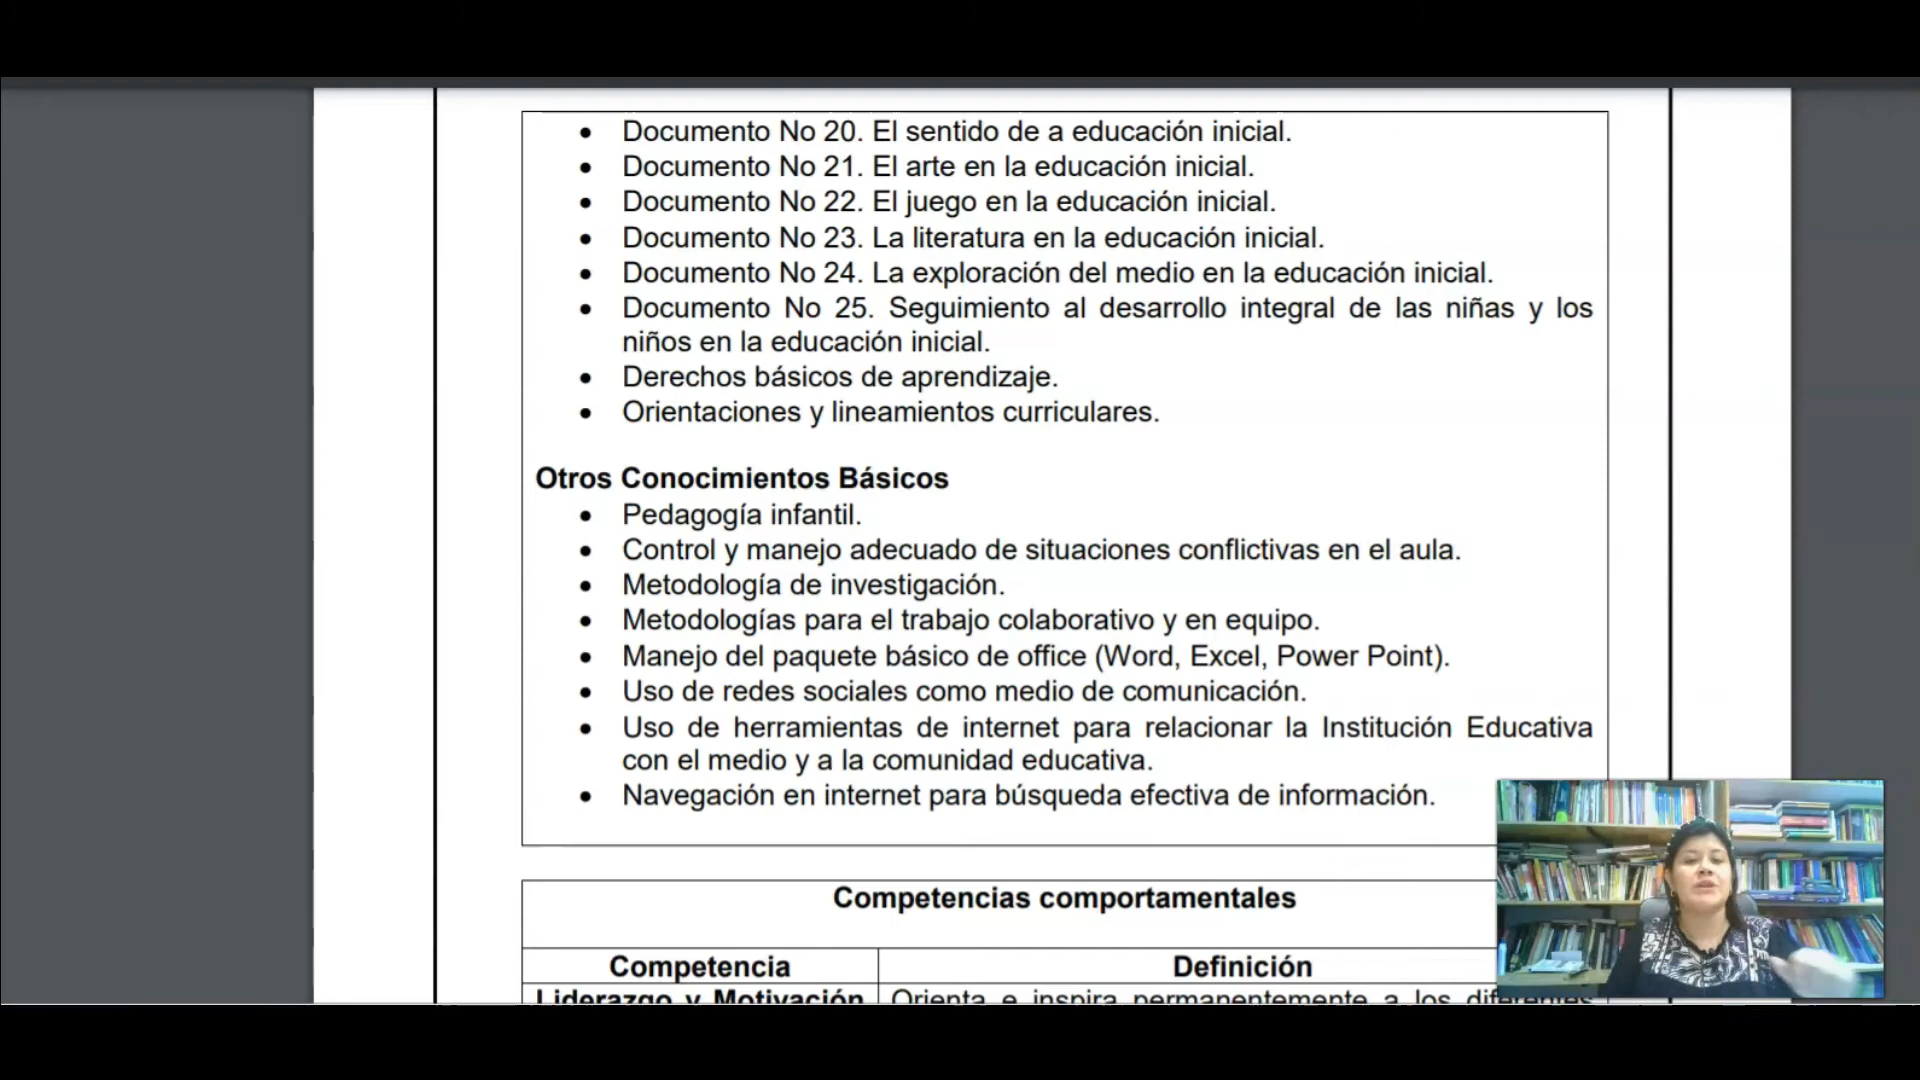 • Documento No 20. El sentido de a educación inicial.
• Documento No 21. El arte en la educación inicial.
• Documento No 22. El juego en la educación inicial.
• Documento No 23. La literatura en la educación inicial.
• Documento No 24. La exploración del medio en la educación inicial.
• Documento No 25. Seguimiento al desarrollo integral de las niñas y los
niños en la educación inicial.
• Derechos básicos de aprendizaje.
• Orientaciones y lineamientos curriculares.
Otros Conocimientos Básicos
• Pedagogía infantil.
• Control y manejo adecuado de situaciones conflictivas en el aula.
• Metodología de investigación.
• Metodologías para el trabajo colaborativo y en equipo.
• Manejo del paquete básico de office (Word, Excel, Power Point).
• Uso de redes sociales como medio de comunicación.
• Uso de herramientas de internet para relacionar la Institución Educativa
con el medio y a la comunidad educativa.
• Navegación en internet para búsqueda efectiva de información.
Competencias comportamentales
Competencia Definición
Liderazgo y Motivación Orienta e inspira permanentemente a los diferentes